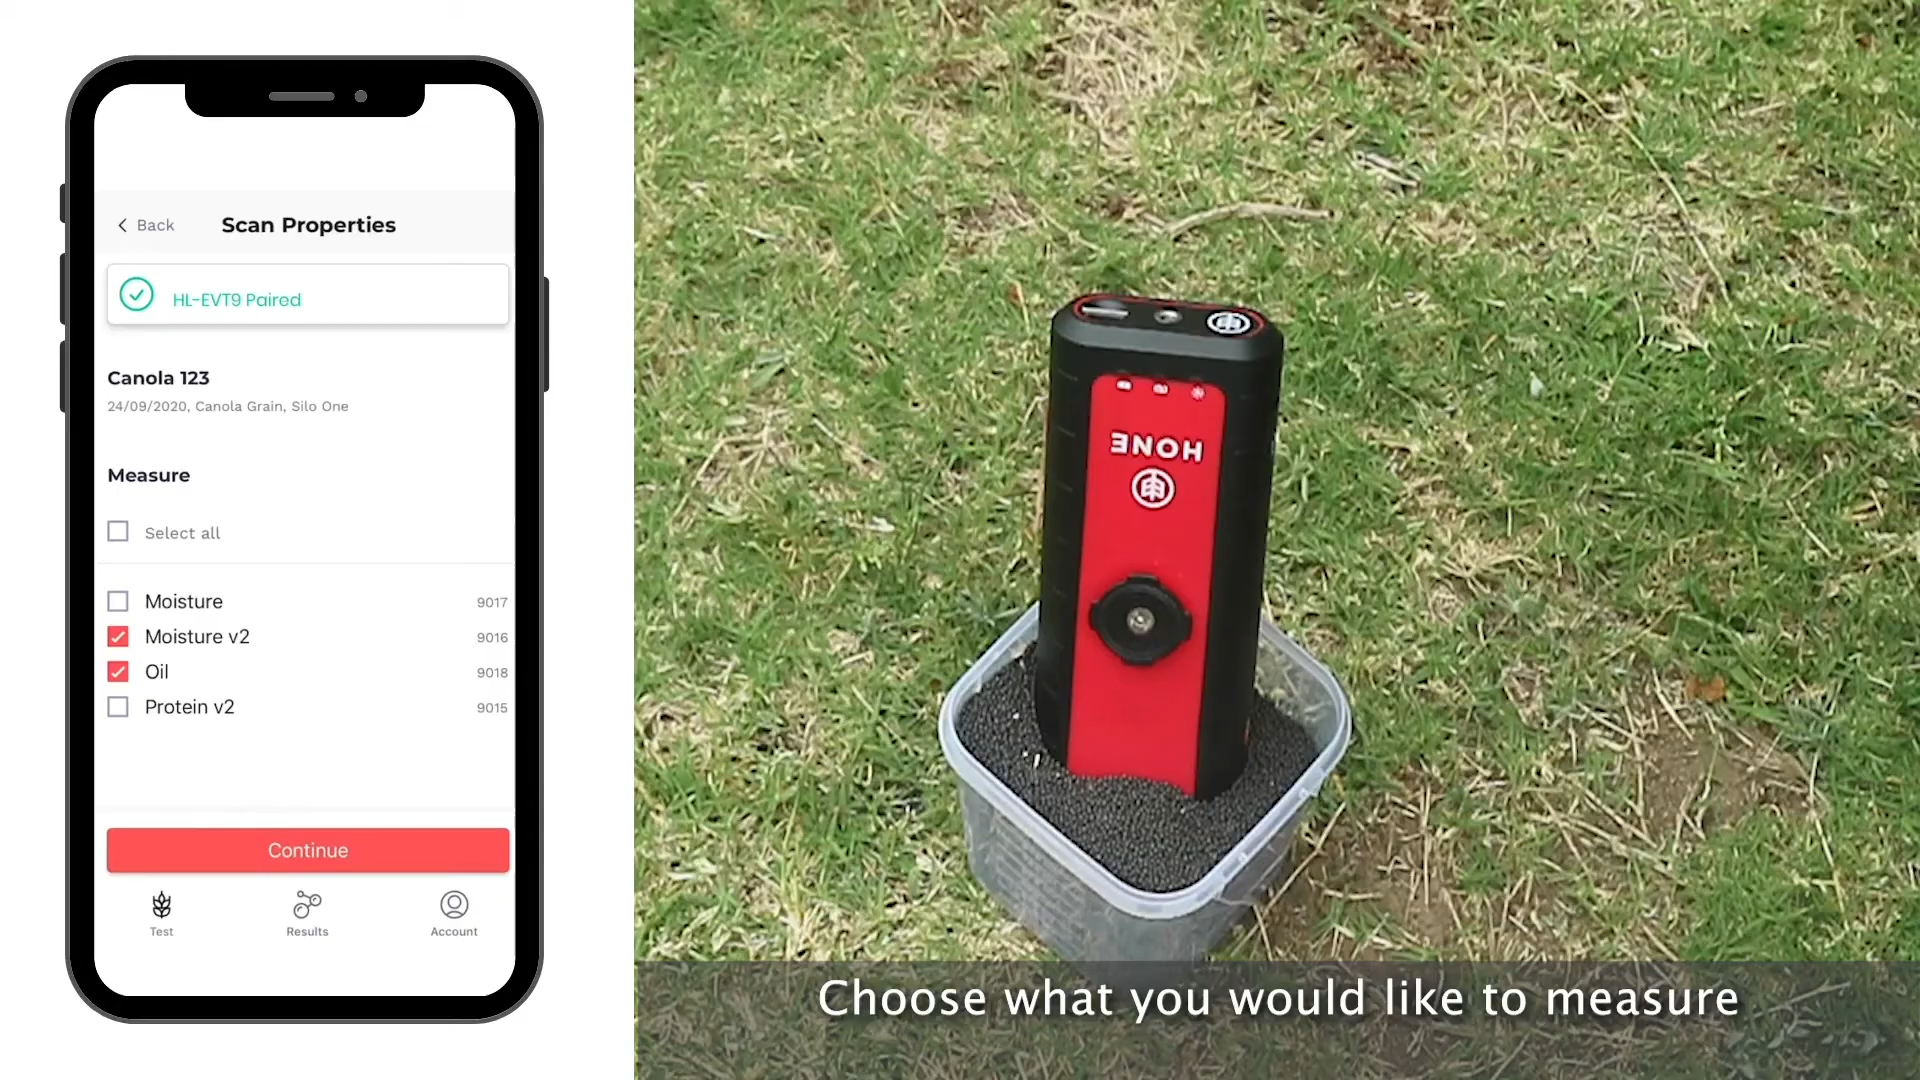 Back
Scan Properties
HL-EVT9 Paired
Canola 123
24/09/2020, Canola Grain, Silo One
Measure
Select all
Moisture 9017
Moisture v2 9016
Oil 9018
Protein v2 9015
Continue
Test Results Account
HONE
Choose what you would like to measure